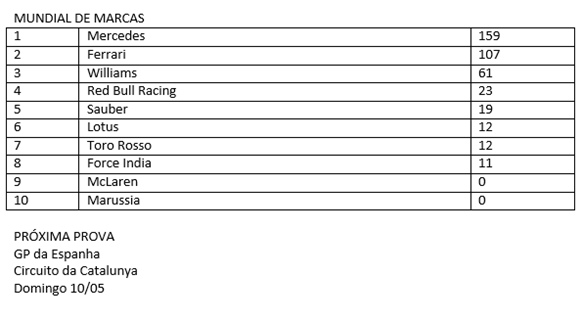 MUNDIAL DE MARCAS
1 Mercedes 159
2 Ferrari 107
3 Williams 61
4 Red Bull Racing 23
5 Sauber 19
6 Lotus 12
7 Toro Rosso 12
8 Force India 11
9 McLaren 0
10 Marussia 0
PRÓXIMA PROVA
GP da Espanha
Circuito da Catalunya
Domingo 10/05